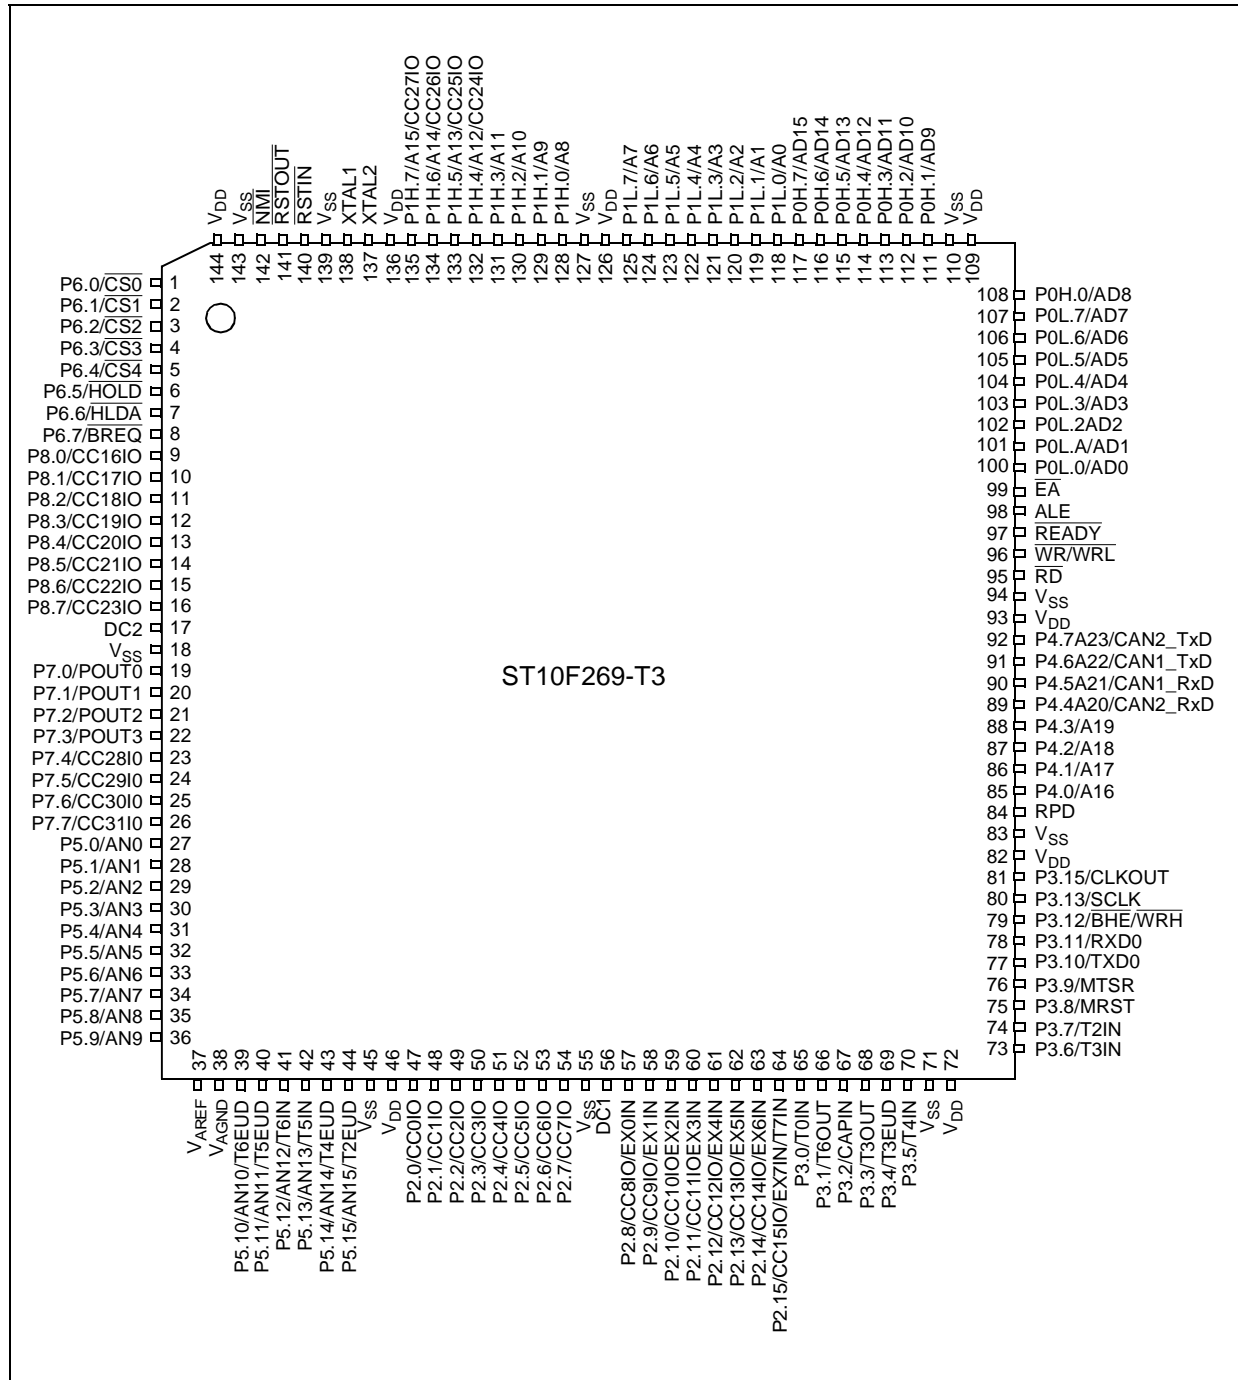 ST10F269-T3
P6.0/CS0 1
P6.1/CS1 2
P6.2/CS2 3
P6.3/CS3 4
P6.4/CS4 5
P6.5/HOLD 6
P6.6/HLDA 7
P6.7/BREQ 8
P8.0/CC16IO 9
P8.1/CC17IO 10
P8.2/CC18IO 11
P8.3/CC19IO 12
P8.4/CC20IO 13
P8.5/CC21IO 14
P8.6/CC22IO 15
P8.7/CC23IO 16
DC2 17
VSS 18
P7.0/POUT0 19
P7.1/POUT1 20
P7.2/POUT2 21
P7.3/POUT3 22
P7.4/CC28I0 23
P7.5/CC29I0 24
P7.6/CC30I0 25
P7.7/CC31I0 26
P5.0/AN0 27
P5.1/AN1 28
P5.2/AN2 29
P5.3/AN3 30
P5.4/AN4 31
P5.5/AN5 32
P5.6/AN6 33
P5.7/AN7 34
P5.8/AN8 35
P5.9/AN9 36
37 VAREF
38 VAGND
39 P5.10/AN10/T6EUD
40 P5.11/AN11/T5EUD
41 P5.12/AN12/T6IN
42 P5.13/AN13/T5IN
43 P5.14/AN14/T4EUD
44 P5.15/AN15/T2EUD
45 VSS
46 VDD
47 P2.0/CC0IO
48 P2.1/CC1IO
49 P2.2/CC2IO
50 P2.3/CC3IO
51 P2.4/CC4IO
52 P2.5/CC5IO
53 P2.6/CC6IO
54 P2.7/CC7IO
55 VSS
56 DC1
57 P2.8/CC8IO/EX0IN
58 P2.9/CC9IO/EX1IN
59 P2.10/CC10IOEX2IN
60 P2.11/CC11IOEX3IN
61 P2.12/CC12IO/EX4IN
62 P2.13/CC13IO/EX5IN
63 P2.14/CC14IO/EX6IN
64 P2.15/CC15IO/EX7IN/T7IN
65 P3.0/T0IN
66 P3.1/T6OUT
67 P3.2/CAPIN
68 P3.3/T3OUT
69 P3.4/T3EUD
70 P3.5/T4IN
71 VSS
72 VDD
73 P3.6/T3IN
74 P3.7/T2IN
75 P3.8/MRST
76 P3.9/MTSR
77 P3.10/TXD0
78 P3.11/RXD0
79 P3.12/BHE/WRH
80 P3.13/SCLK
81 P3.15/CLKOUT
82 VDD
83 VSS
84 RPD
85 P4.0/A16
86 P4.1/A17
87 P4.2/A18
88 P4.3/A19
89 P4.4A20/CAN2_RxD
90 P4.5A21/CAN1_RxD
91 P4.6A22/CAN1_TxD
92 P4.7A23/CAN2_TxD
93 VDD
94 VSS
95 RD
96 WR/WRL
97 READY
98 ALE
99 EA
100 P0L.0/AD0
101 P0L.A/AD1
102 P0L.2AD2
103 P0L.3/AD3
104 P0L.4/AD4
105 P0L.5/AD5
106 P0L.6/AD6
107 P0L.7/AD7
108 P0H.0/AD8
109 VDD
110 VSS
111 P0H.1/AD9
112 P0H.2/AD10
113 P0H.3/AD11
114 P0H.4/AD12
115 P0H.5/AD13
116 P0H.6/AD14
117 P0H.7/AD15
118 P1L.0/A0
119 P1L.1/A1
120 P1L.2/A2
121 P1L.3/A3
122 P1L.4/A4
123 P1L.5/A5
124 P1L.6/A6
125 P1L.7/A7
126 VDD
127 VSS
128 P1H.0/A8
129 P1H.1/A9
130 P1H.2/A10
131 P1H.3/A11
132 P1H.4/A12/CC24IO
133 P1H.5/A13/CC25IO
134 P1H.6/A14/CC26IO
135 P1H.7/A15/CC27IO
136 VDD
137 XTAL2
138 XTAL1
139 VSS
140 RSTIN
141 RSTOUT
142 NMI
143 VSS
144 VDD